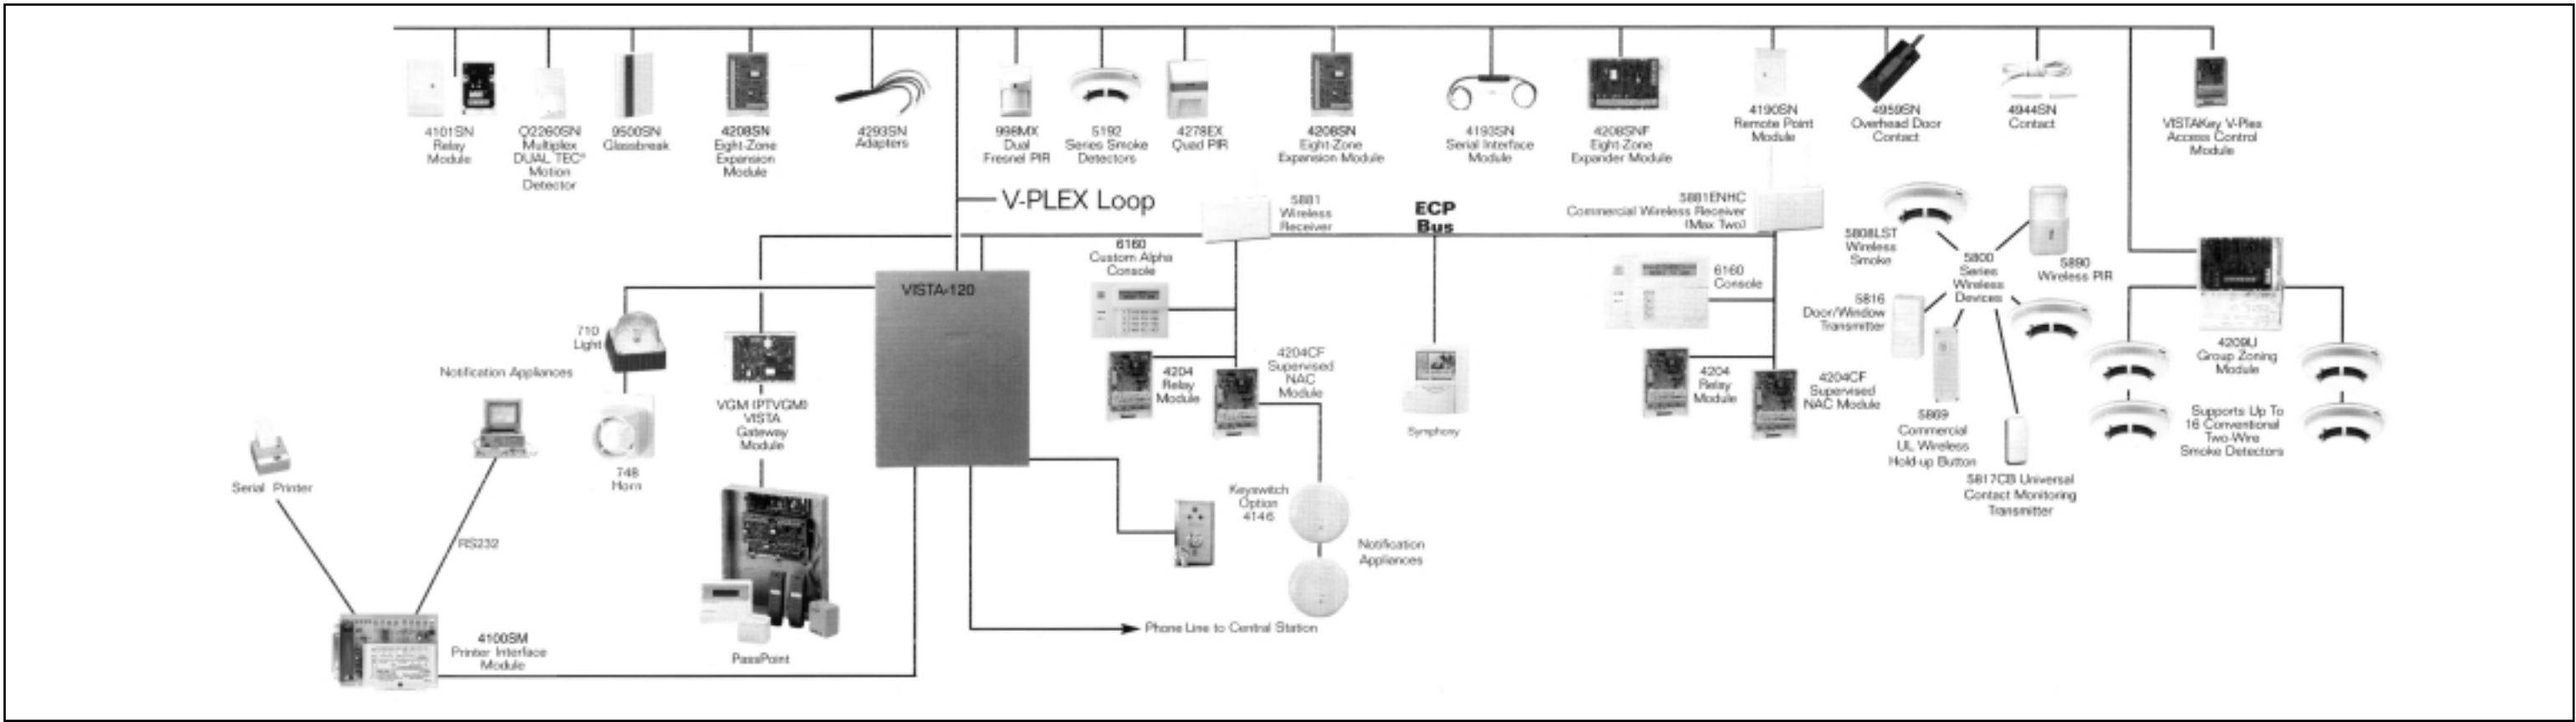 4101SN
Relay
Module
Q2260SN
Multiplex
DUAL TEC®
Motion
Detector
9500SN
Glassbreak
4208SN
Eight-Zone
Expansion
Module
4293SN
Adapters
998MX
Dual
Fresnel PIR
5192
Series Smoke
Detectors
4278EX
Quad PIR
4208SN
Eight-Zone
Expansion Module
4193SN
Serial Interface
Module
4208SNF
Eight-Zone
Expander Module
4190SN
Remote Point
Module
4959SN
Overhead Door
Contact
4944SN
Contact
VISTAKey V-Plex
Access Control
Module
V-PLEX Loop
5881
Wireless
Receiver
ECP
Bus
5881ENHC
Commercial Wireless Receiver
(Max Two)
6160
Custom Alpha
Console
VISTA-120
710
Light
Notification Appliances
748
Horn
VGM (PTVGM)
VISTA
Gateway
Module
4204
Relay
Module
4204CF
Supervised
NAC
Module
Symphony
6160
Console
4204
Relay
Module
4204CF
Supervised
NAC Module
5808LST
Wireless
Smoke
5800
Series
Wireless
Devices
5890
Wireless PIR
5816
Door/Window
Transmitter
5869
Commercial
UL Wireless
Hold-up Button
5817CB Universal
Contact Monitoring
Transmitter
4209U
Group Zoning
Module
Supports Up To
16 Conventional
Two-Wire
Smoke Detectors
Serial Printer
RS232
4100SM
Printer Interface
Module
PassPoint
Keyswitch
Option
4146
Notification
Appliances
Phone Line to Central Station